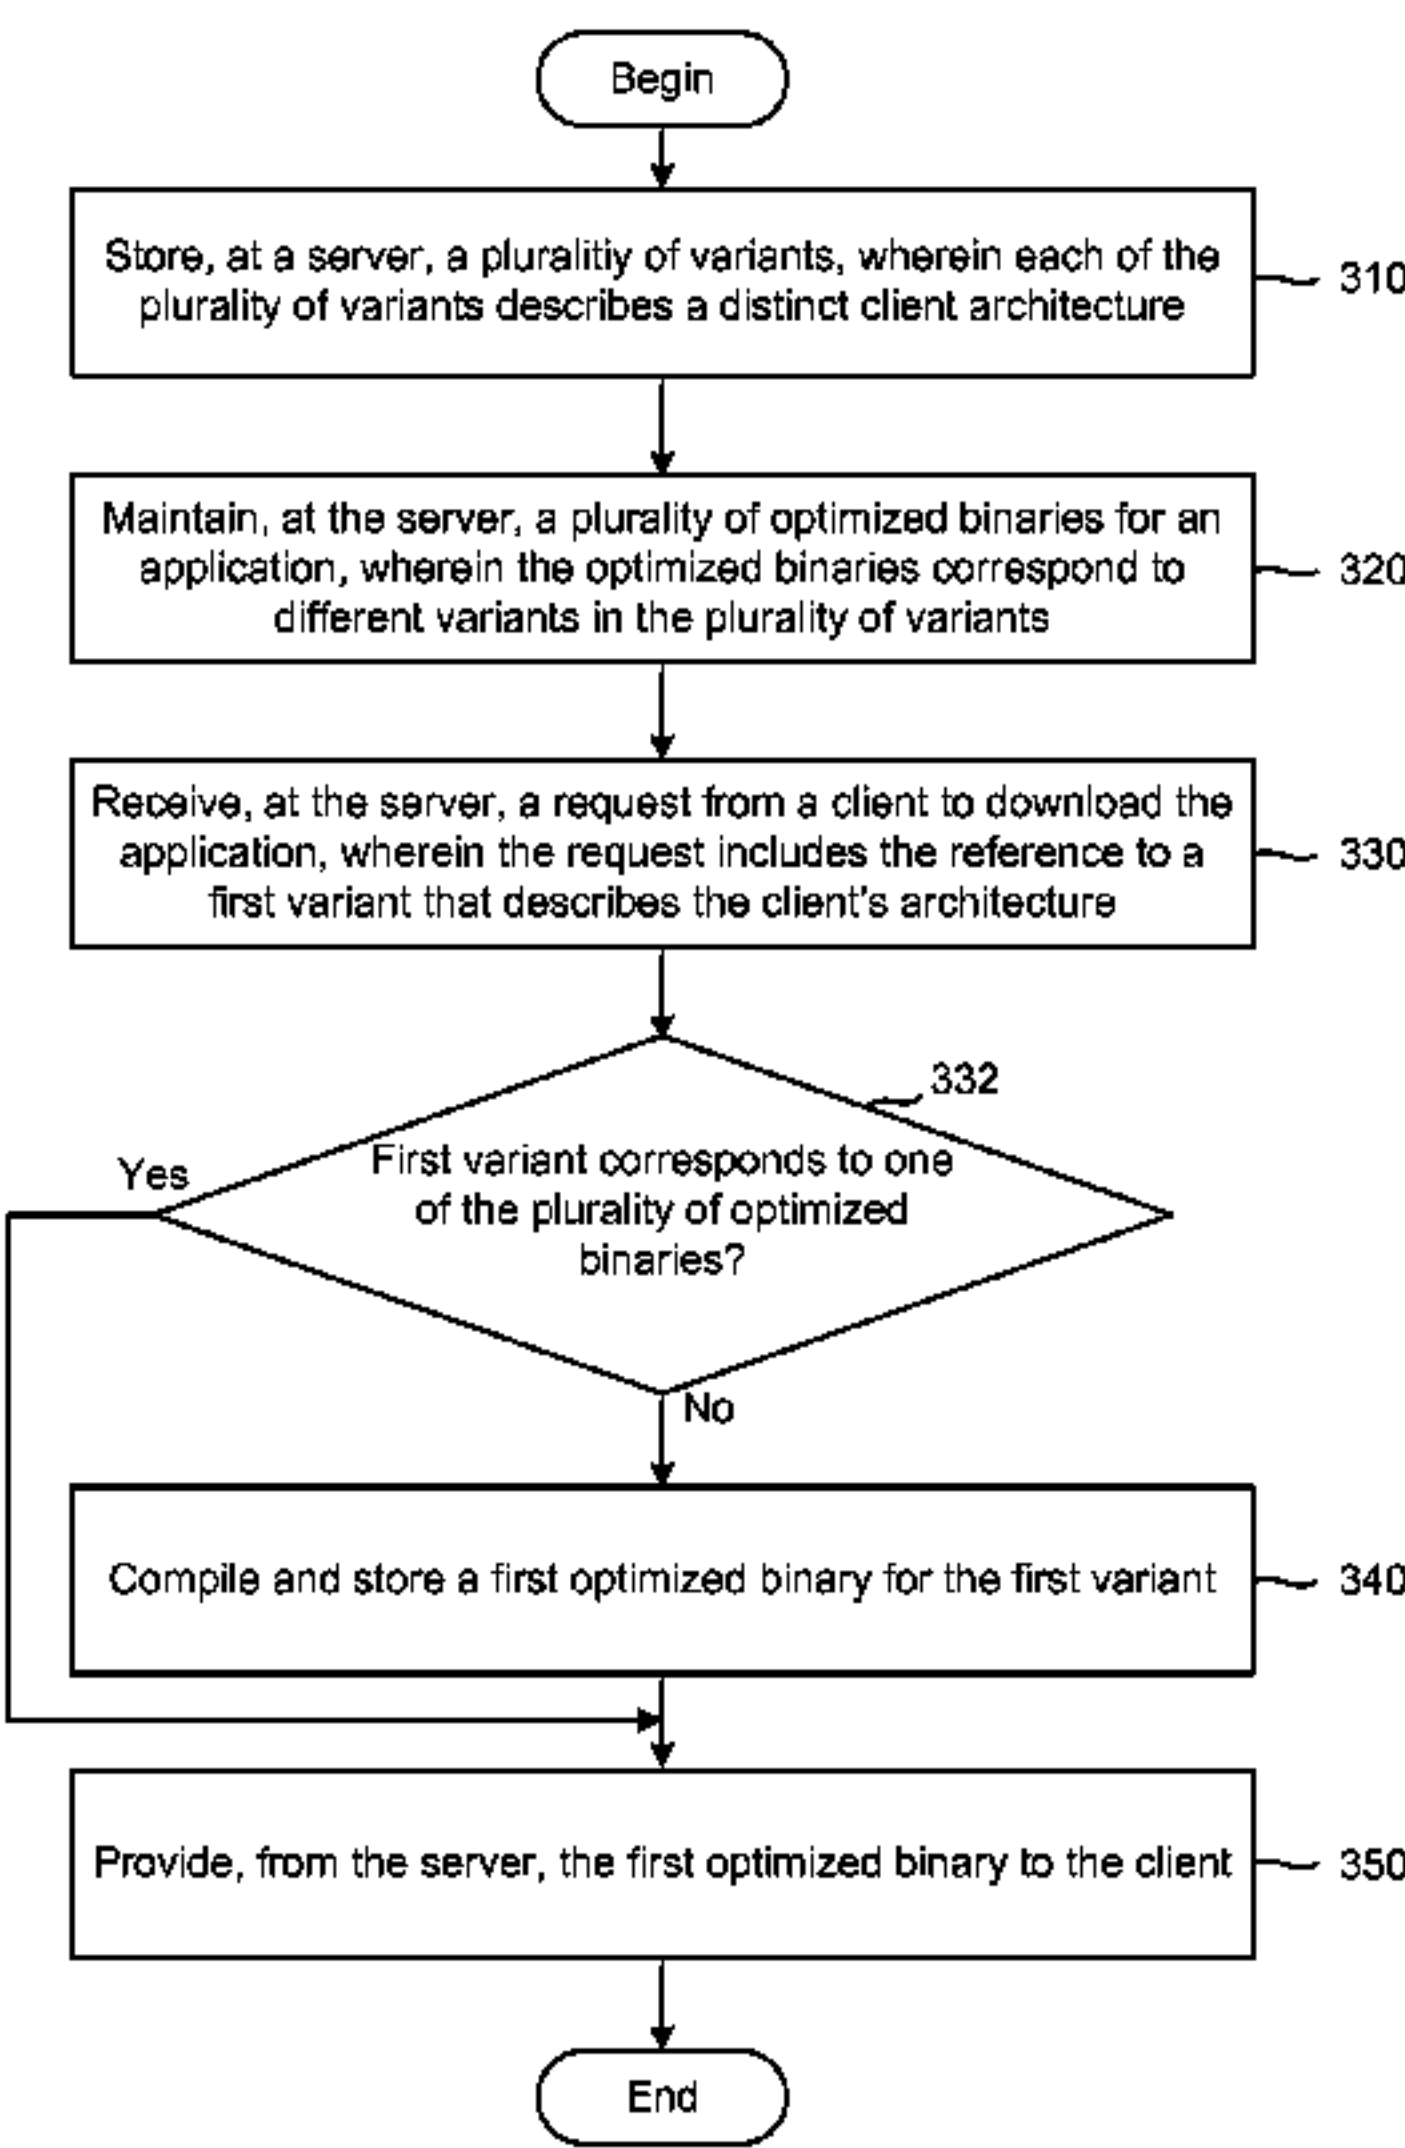 Begin
Store, at a server, a pluralitiy of variants, wherein each of the
plurality of variants describes a distinct client architecture
310
Maintain, at the server, a plurality of optimized binaries for an
application, wherein the optimized binaries correspond to
different variants in the plurality of variants
320
Receive, at the server, a request from a client to download the
application, wherein the request includes the reference to a
first variant that describes the client's architecture
330
332
First variant corresponds to one
of the plurality of optimized
binaries?
Yes
No
Compile and store a first optimized binary for the first variant
340
Provide, from the server, the first optimized binary to the client
350
End